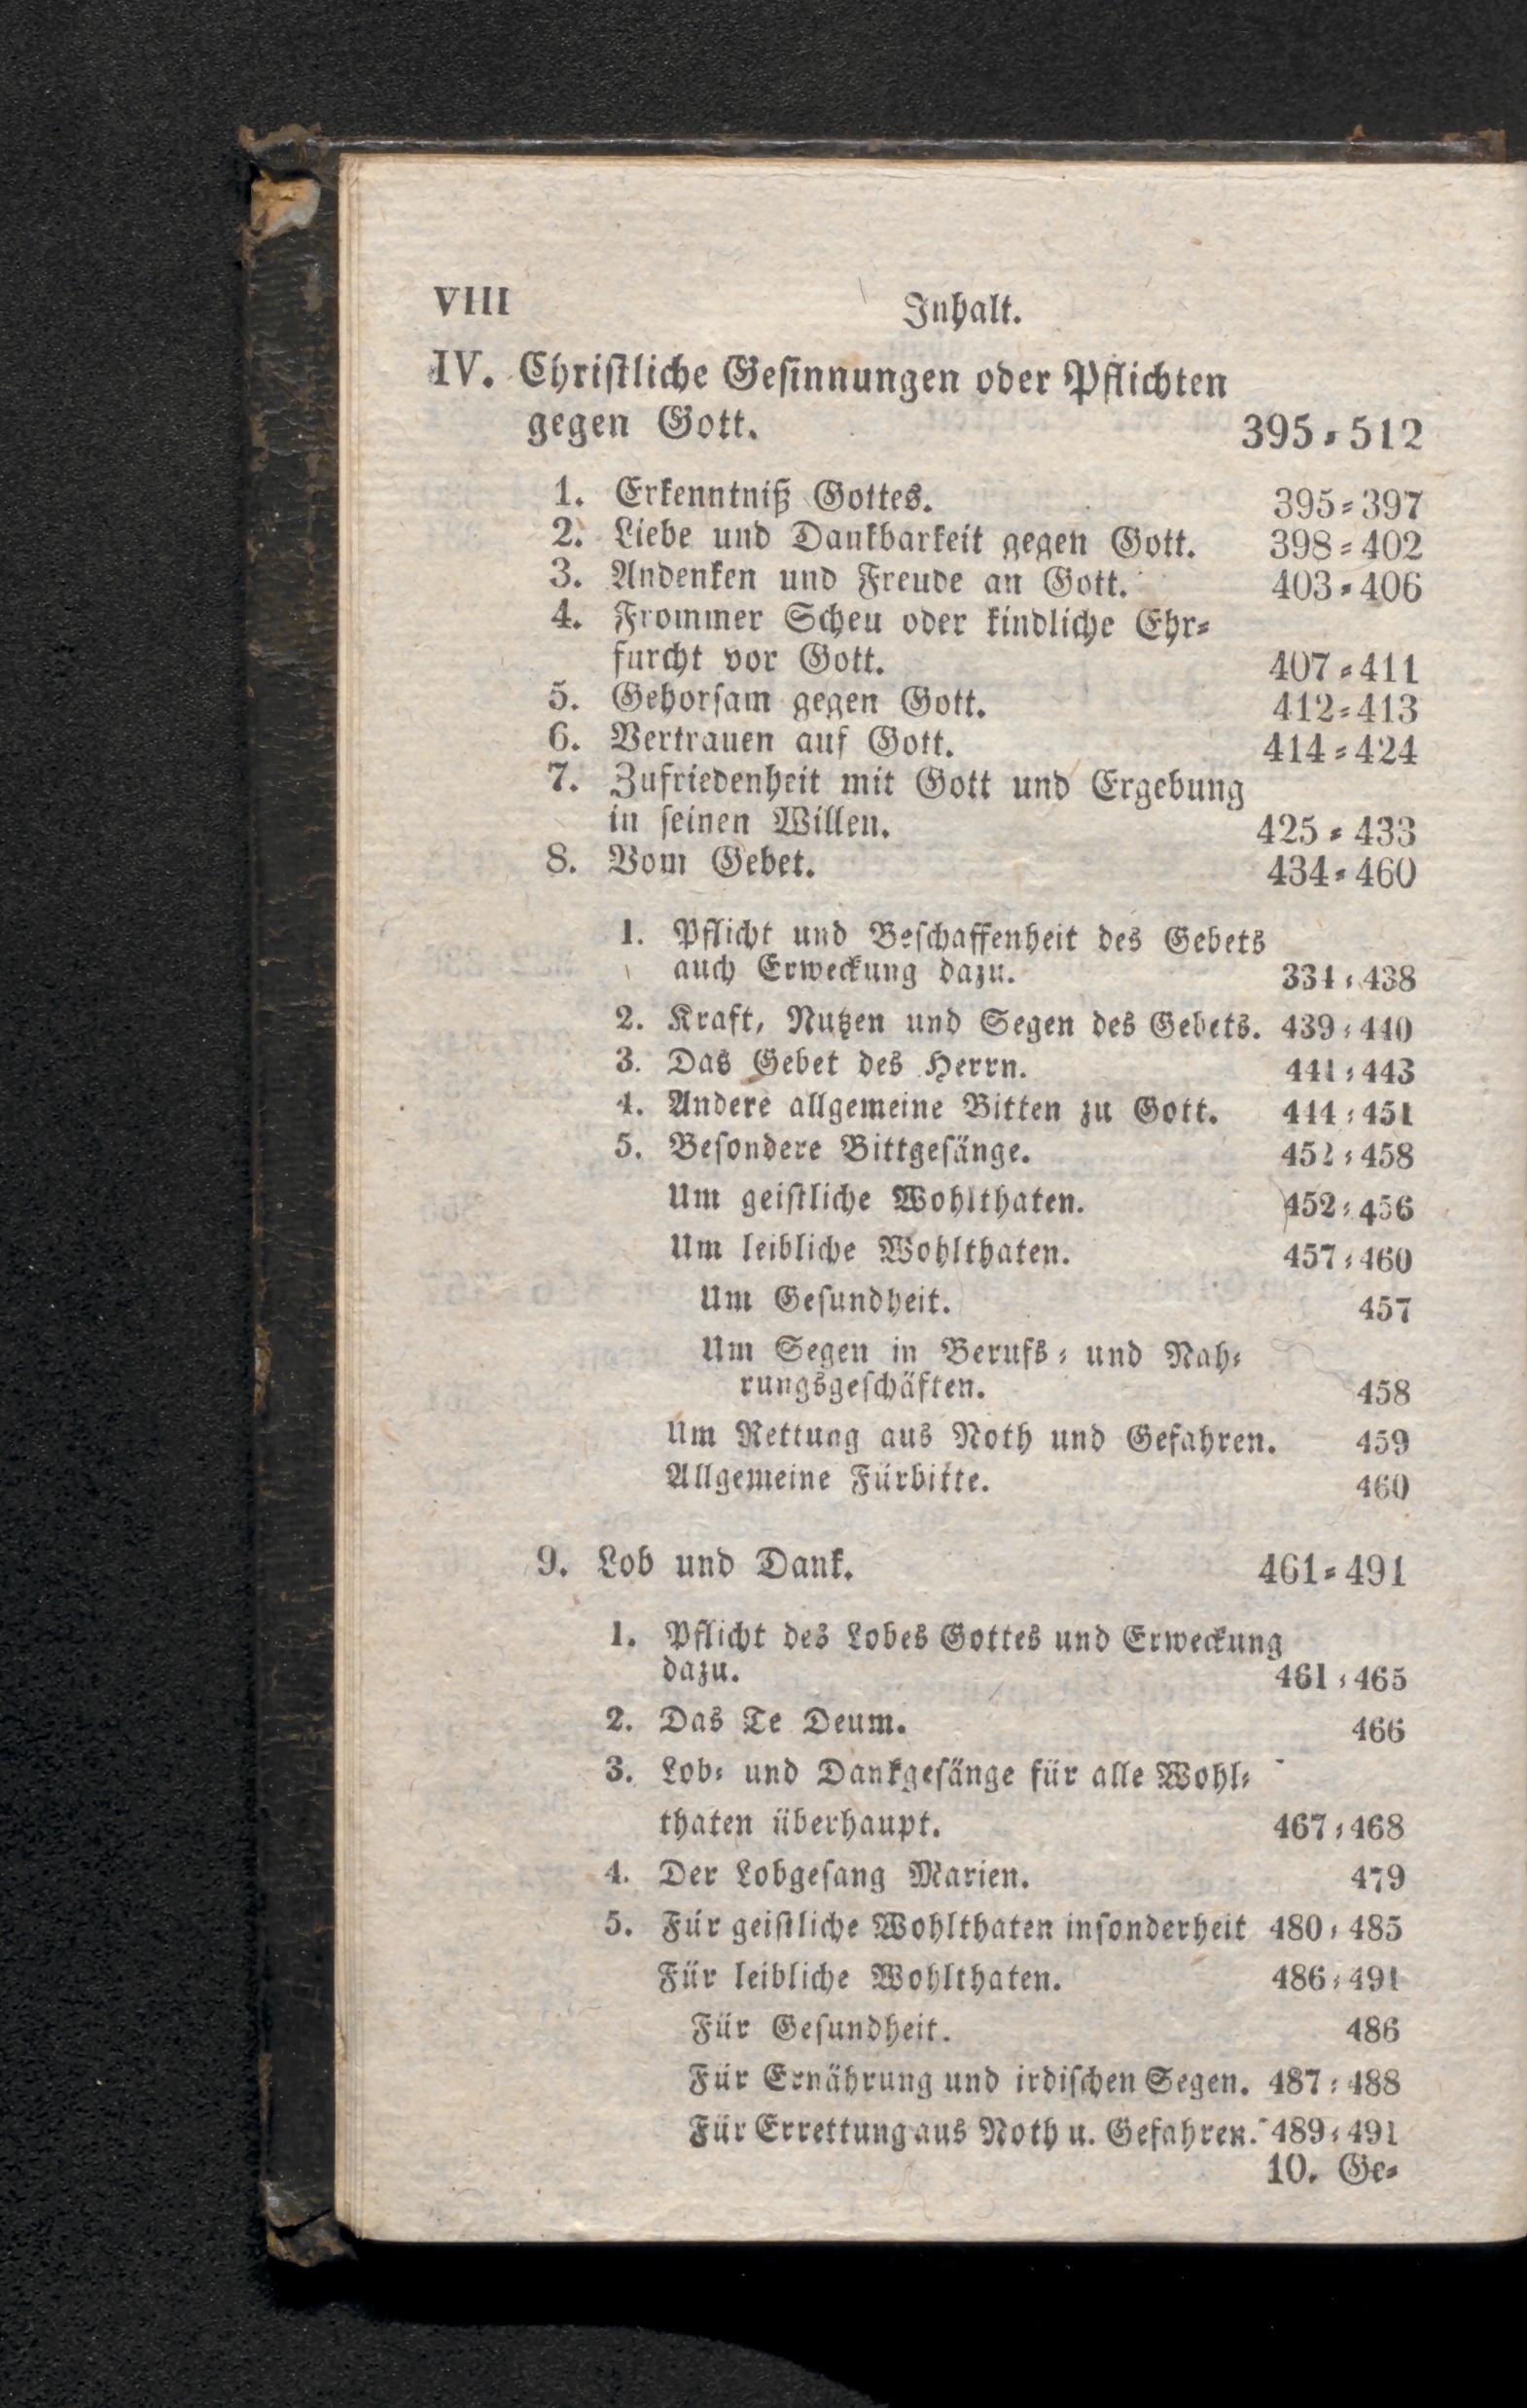 VIII Inhalt.
IV. Chriſtliche Geſinnungen oder Pflichten
gegen Gott. 395⸗512
1. Erkenntniß Gottes. 395⸗397
2. Liebe und Dankbarkeit gegen Gott. 398⸗402
3. Andenken und Freude an Gott. 403⸗406
4. Frommer Scheu oder kindliche Ehr⸗
furcht vor Gott. 407⸗411
5. Gehorſam gegen Gott. 412⸗413
6. Vertrauen auf Gott. 414⸗424
7. Zufriedenheit mit Gott und Ergebung
in ſeinen Willen. 425⸗433
8. Vom Gebet. 434⸗460
1. Pflicht und Beſchaffenheit des Gebets
auch Erweckung dazu. 334⸗438
2. Kraft, Nutzen und Segen des Gebets. 439⸗440
3. Das Gebet des Herrn. 441⸗443
4. Andere allgemeine Bitten zu Gott. 444⸗451
5. Beſondere Bittgeſänge. 452⸗458
Um geiſtliche Wohlthaten. 452⸗456
Um leibliche Wohlthaten. 457⸗460
Um Geſundheit. 457
Um Segen in Berufs⸗ und Nah⸗
rungsgeſchäften. 458
Um Rettung aus Noth und Gefahren. 459
Allgemeine Fürbitte. 460
9. Lob und Dank. 461⸗491
1. Pflicht des Lobes Gottes und Erweckung
dazu. 461⸗465
2. Das Te Deum. 466
3. Lob⸗ und Dankgeſänge für alle Wohl⸗
thaten überhaupt. 467⸗468
4. Der Lobgeſang Marien. 479
5. Für geiſtliche Wohlthaten inſonderheit 480⸗485
Für leibliche Wohlthaten. 486⸗491
Für Geſundheit. 486
Für Ernährung und irdiſchen Segen. 487⸗488
Für Errettung aus Noth u. Gefahren. 489⸗491
10. Ge⸗